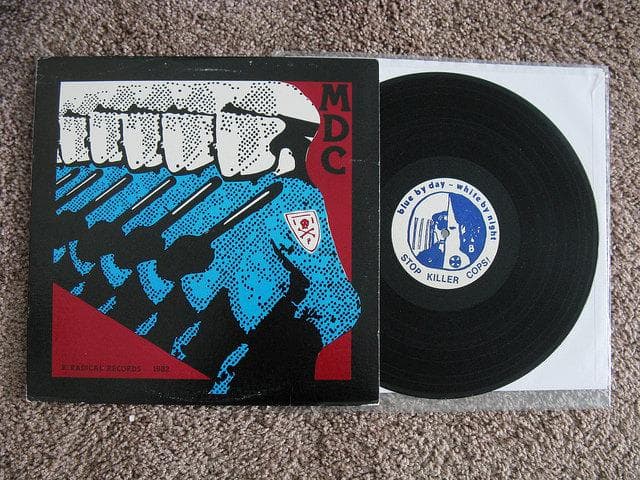 MDC
R RADICAL RECORDS 1982
blue by day - white by night
B
STOP KILLER COPS!